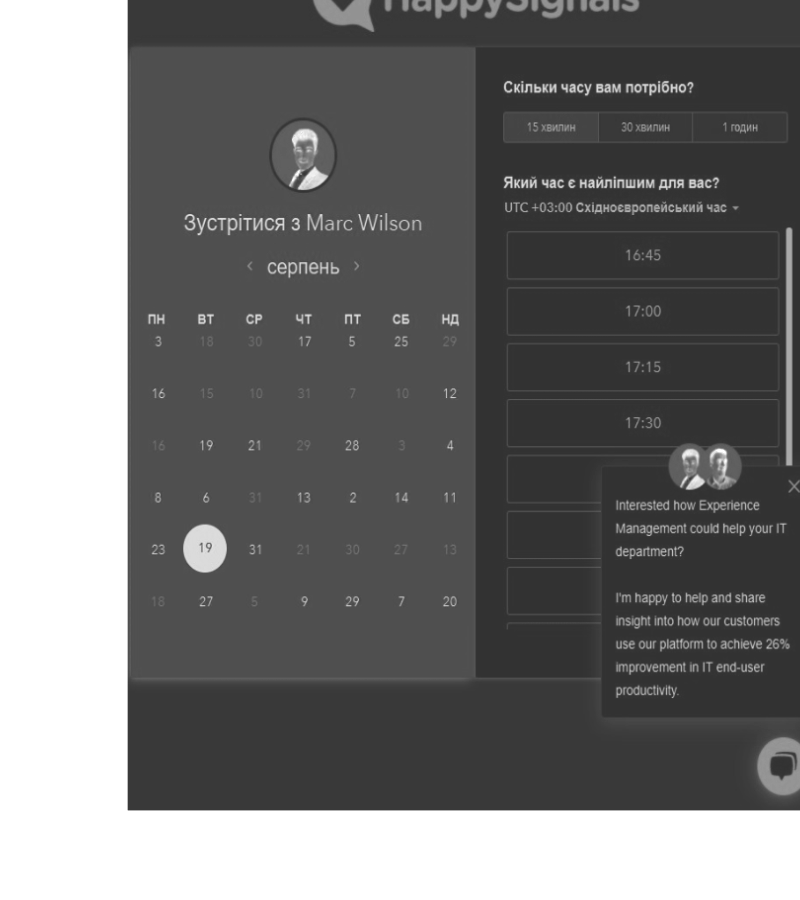 HappySignals
Зустрітися з Marc Wilson
серпень
ПН ВТ СР ЧТ ПТ СБ НД
3 18 30 17 5 25 29
16 15 10 31 7 10 12
16 19 21 29 28 3 4
8 6 31 13 2 14 11
23 19 31 21 30 27 13
18 27 5 9 29 7 20
Скільки часу вам потрібно?
15 хвилин 30 хвилин 1 годин
Який час є найліпшим для вас?
UTC +03:00 Східноєвропейський час
16:45
17:00
17:15
17:30
Interested how Experience
Management could help your IT
department?
I'm happy to help and share
insight into how our customers
use our platform to achieve 26%
improvement in IT end-user
productivity.